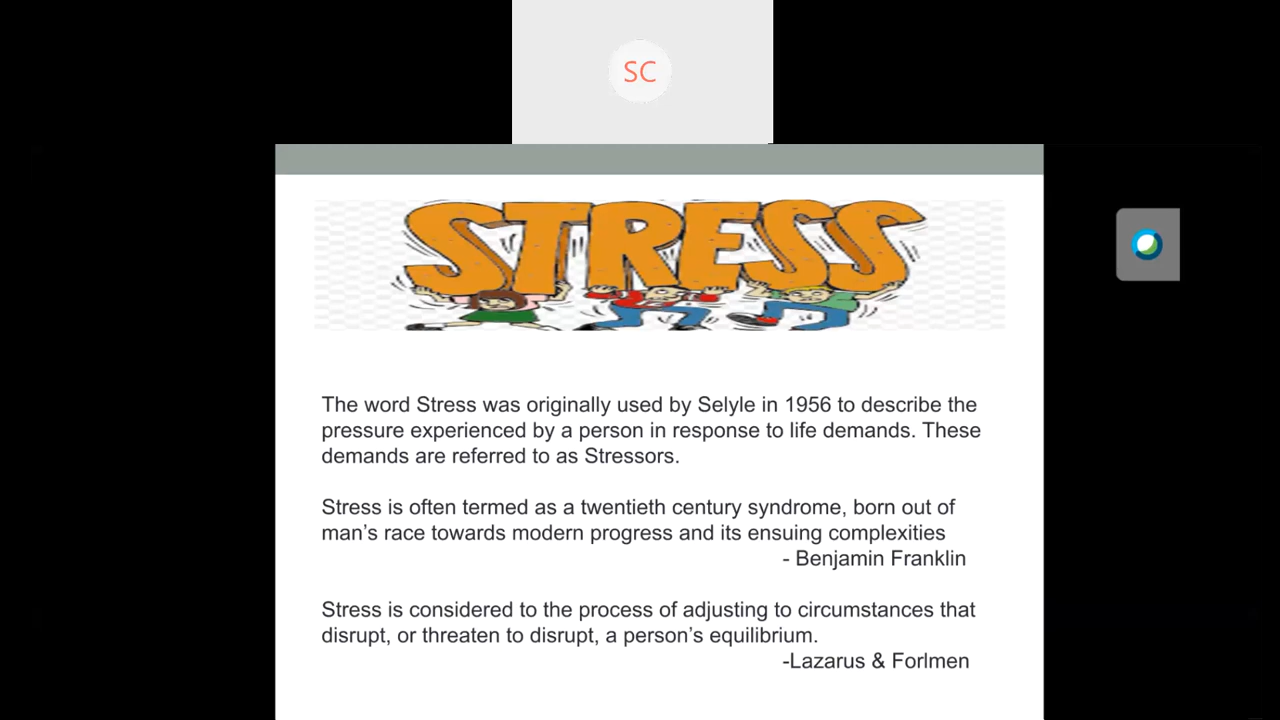 SC
STRESS
The word Stress was originally used by Selyle in 1956 to describe the
pressure experienced by a person in response to life demands. These
demands are referred to as Stressors.
Stress is often termed as a twentieth century syndrome, born out of
man’s race towards modern progress and its ensuing complexities
- Benjamin Franklin
Stress is considered to the process of adjusting to circumstances that
disrupt, or threaten to disrupt, a person’s equilibrium.
-Lazarus & Forlmen